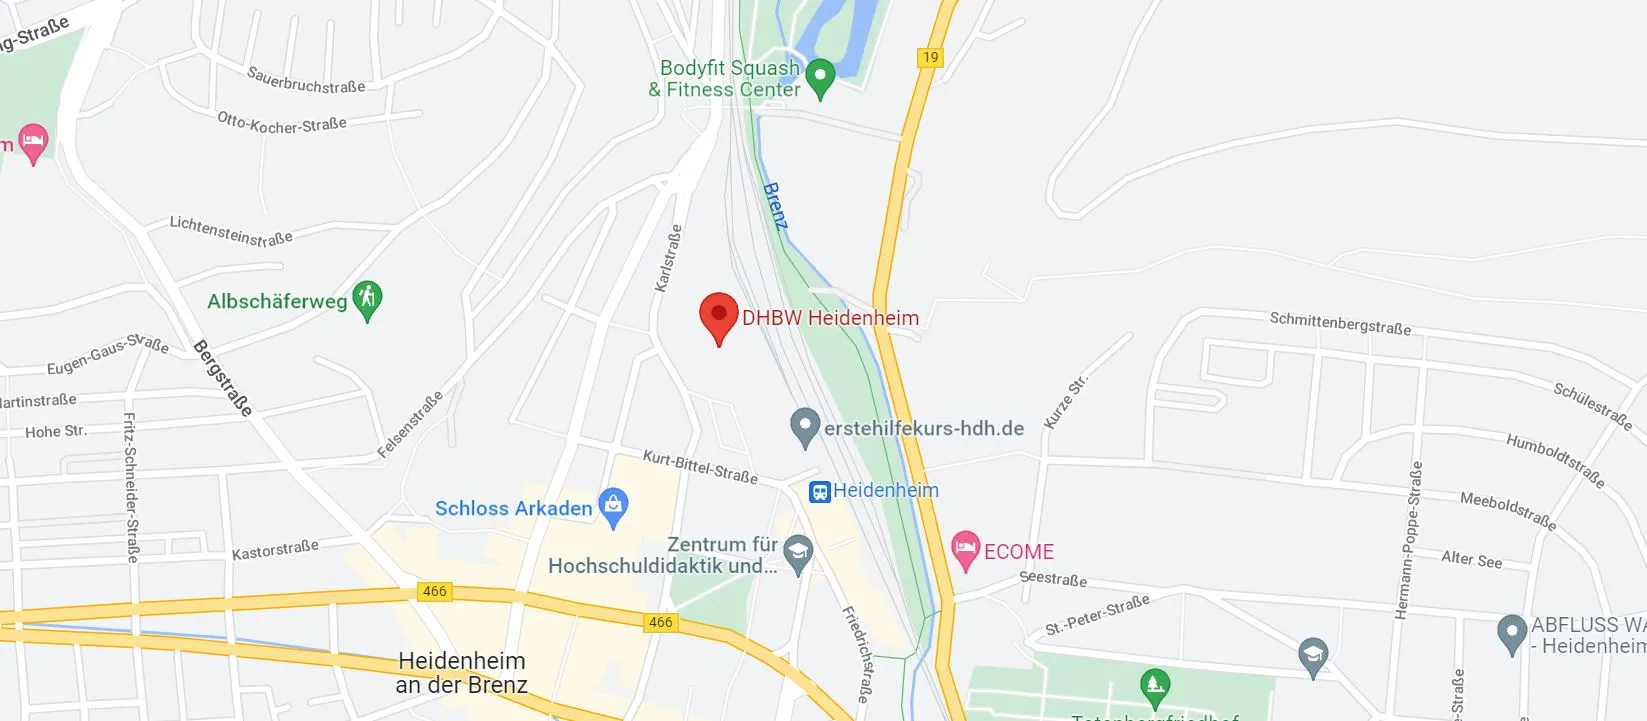 19
Bodyfit Squash
& Fitness Center
Sauerbruchstraße
Otto-Kocher-Straße
Brenz
Lichtensteinstraße
Karlstraße
Albschäferweg
DHBW Heidenheim
Schmittenbergstraße
Eugen-Gaus-Straße
Bergstraße
Kurze Str.
Schülestraße
Felsenstraße
Hohe Str.
Fritz-Schneider-Straße
erstehilfekurs-hdh.de
Humboldtstraße
Kurt-Bittel-Straße
Heidenheim
Schloss Arkaden
Meeboldstraße
Hermann-Poppe-Straße
Kastorstraße
Zentrum für
Hochschuldidaktik und...
ECOME
Alter See
Seestraße
466
466
St.-Peter-Straße
Friedrichstraße
ABFLUSS
- Heidenheim
Heidenheim
an der Brenz
Totenbergfriedhof